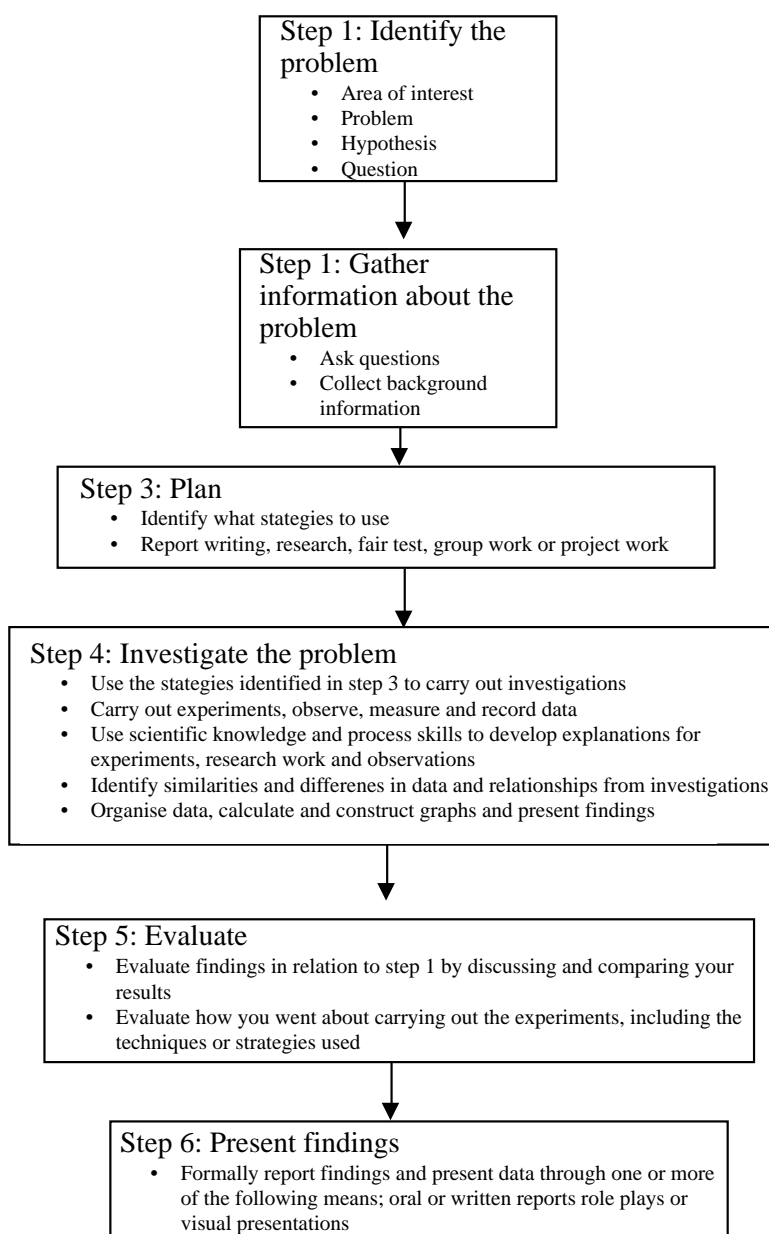 Step 1: Identify the
problem
• Area of interest
• Problem
• Hypothesis
• Question
Step 1: Gather
information about the
problem
• Ask questions
• Collect background
information
Step 3: Plan
• Identify what stategies to use
• Report writing, research, fair test, group work or project work
Step 4: Investigate the problem
• Use the stategies identified in step 3 to carry out investigations
• Carry out experiments, observe, measure and record data
• Use scientific knowledge and process skills to develop explanations for
experiments, research work and observations
• Identify similarities and differenes in data and relationships from investigations
• Organise data, calculate and construct graphs and present findings
Step 5: Evaluate
• Evaluate findings in relation to step 1 by discussing and comparing your
results
• Evaluate how you went about carrying out the experiments, including the
techniques or strategies used
Step 6: Present findings
• Formally report findings and present data through one or more
of the following means; oral or written reports role plays or
visual presentations